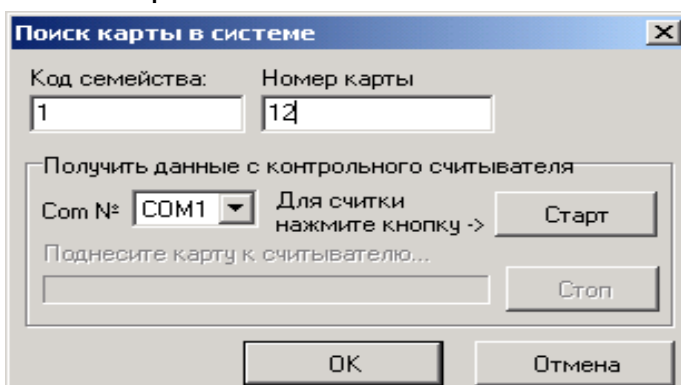 Поиск карты в системе
Код семейства: Номер карты
1 12
Получить данные с контрольного считывателя
Com № COM1 Для считки нажмите кнопку -> Старт
Поднесите карту к считывателю...
Стоп
OK Отмена